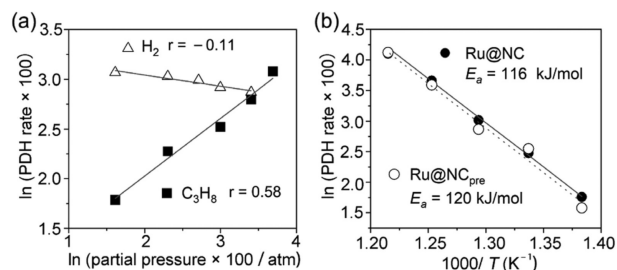 (a)
ln (PDH rate × 100)
3.5
3.0
2.5
2.0
1.5
△ H₂ r = −0.11
■ C₃H₈ r = 0.58
1 2 3 4
ln (partial pressure × 100 / atm)
(b)
ln (PDH rate × 100)
5.0
4.5
4.0
3.5
3.0
2.5
2.0
1.5
● Ru@NC
Eₐ = 116 kJ/mol
○ Ru@NCpre
Eₐ = 120 kJ/mol
1.20 1.25 1.30 1.35 1.40
1000/ T (K⁻¹)